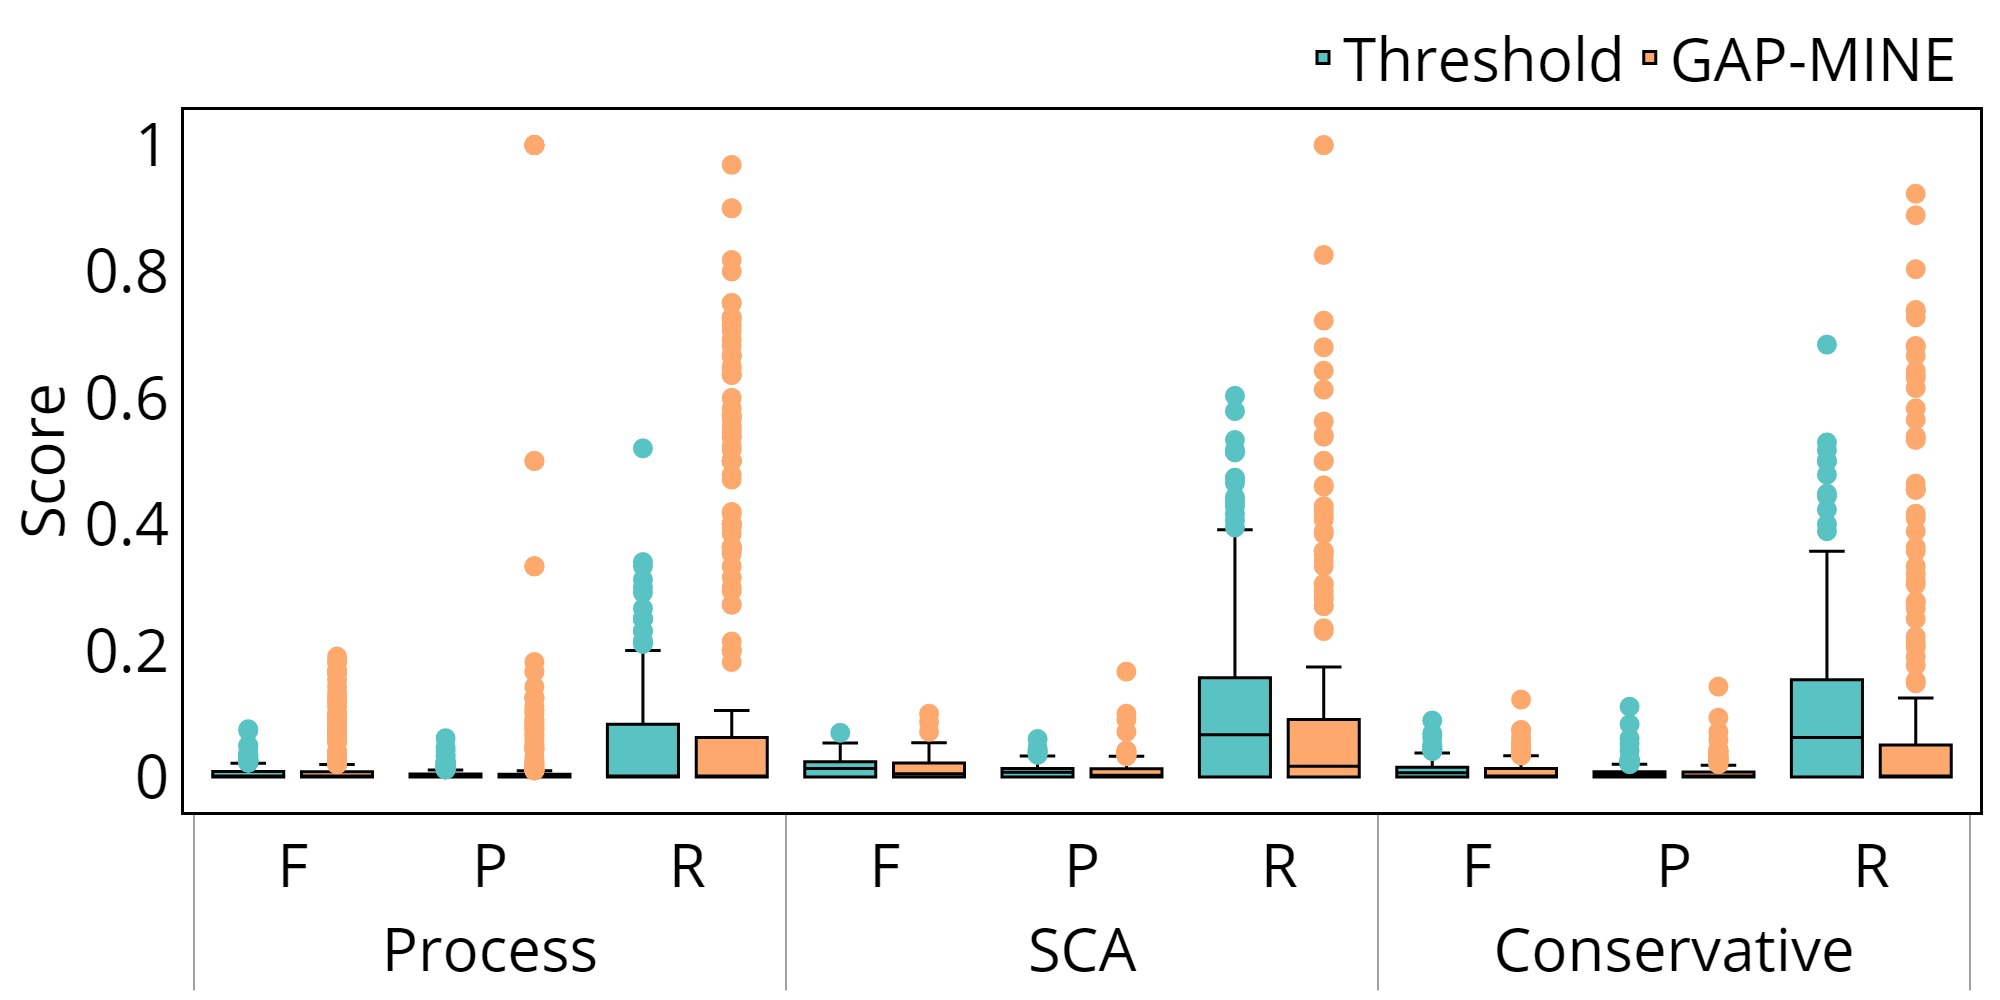 Threshold GAP-MINE
1
0.8
0.6
0.4
0.2
0
Score
F P R F P R F P R
Process SCA Conservative